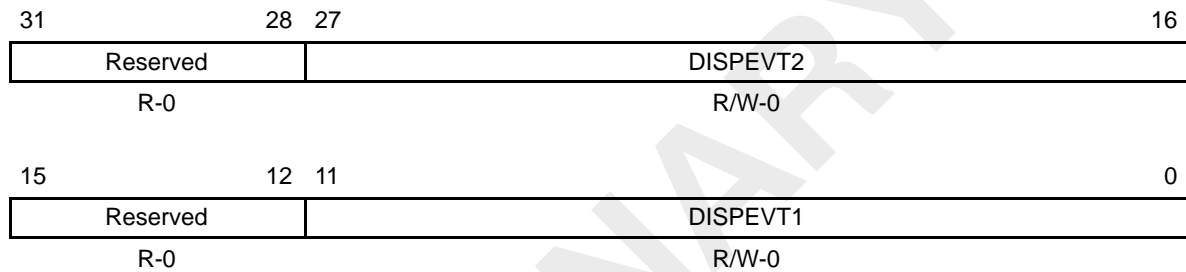 31 28 27 16
Reserved DISPEVT2
R-0 R/W-0
15 12 11 0
Reserved DISPEVT1
R-0 R/W-0